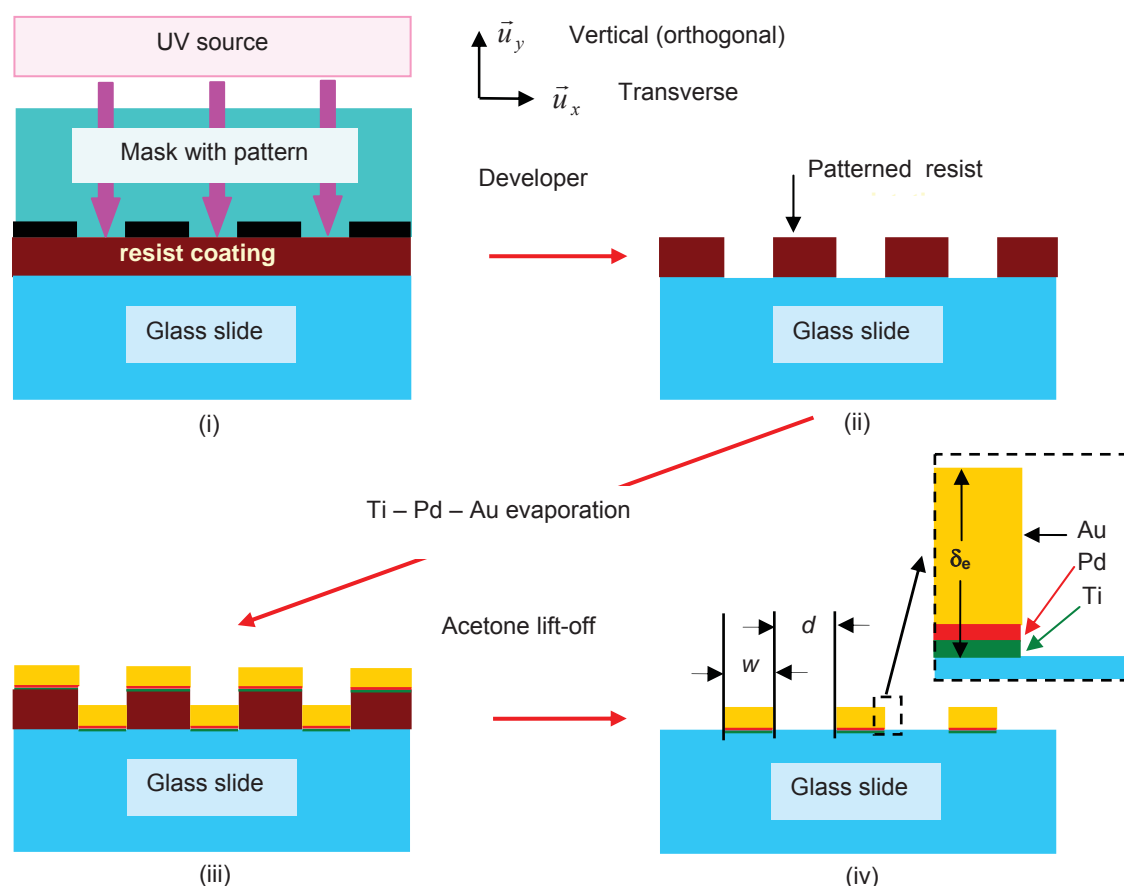 UV source
u⃗y Vertical (orthogonal)
u⃗x Transverse
Mask with pattern
Developer
Patterned resist
resist coating
Glass slide
Glass slide
(i)
(ii)
Ti – Pd – Au evaporation
Au
Pd
Ti
δe
Acetone lift-off
d
w
Glass slide
Glass slide
(iii)
(iv)